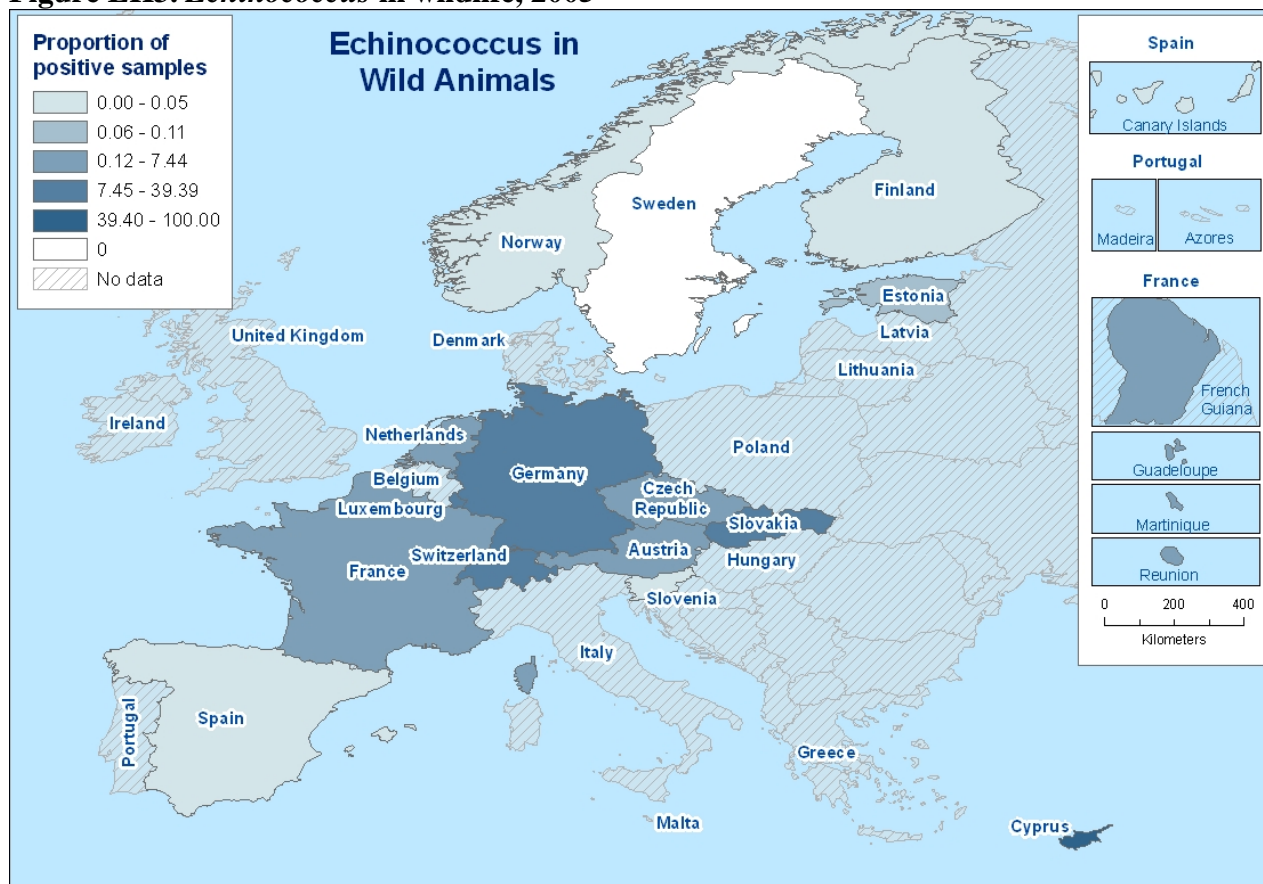 Figure Echinococcus in wildlife,
Echinococcus in
Wild Animals
Proportion of
positive samples
0.00 - 0.05
0.06 - 0.11
0.12 - 7.44
7.45 - 39.39
39.40 - 100.00
0
No data
Finland
Sweden
Norway
Estonia
United Kingdom
Denmark
Latvia
Lithuania
Ireland
Netherlands
Poland
Belgium
Germany
Czech
Republic
Luxembourg
Slovakia
Switzerland
Austria
Hungary
France
Slovenia
Italy
Portugal
Spain
Greece
Malta
Cyprus
Spain
Canary Islands
Portugal
Madeira
Azores
France
French
Guiana
Guadeloupe
Martinique
Reunion
0 200 400
Kilometers